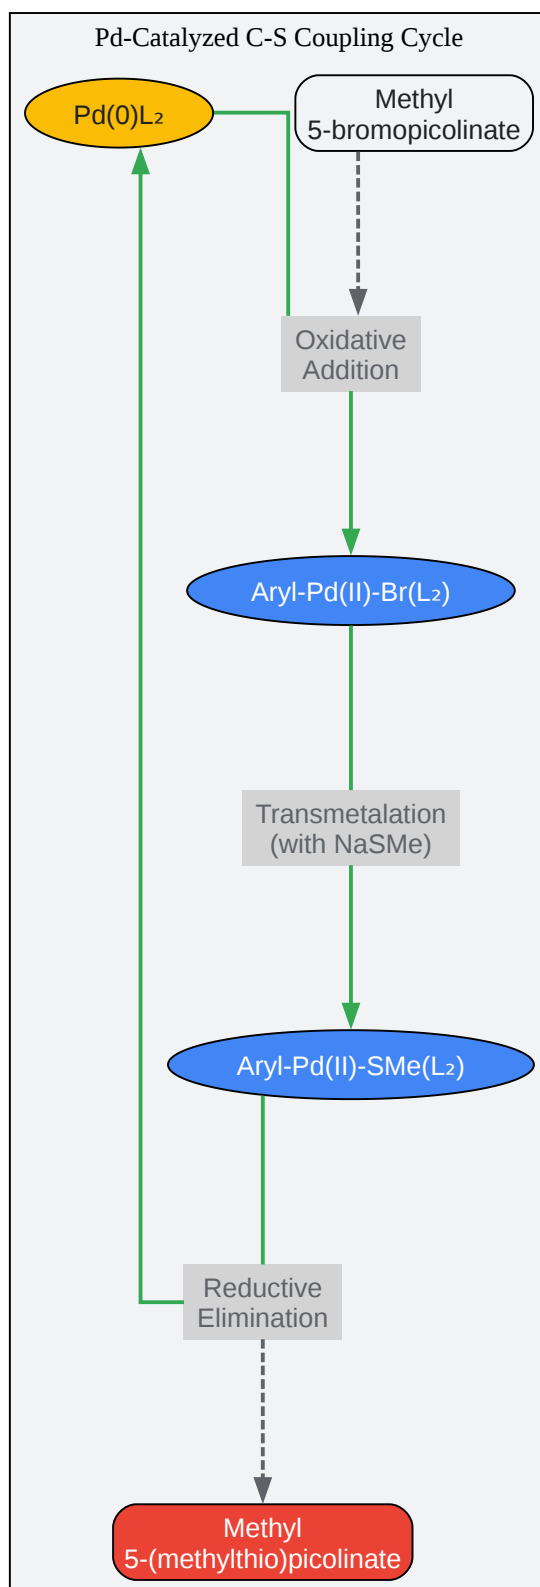 Pd-Catalyzed C-S Coupling Cycle
Pd(0)L₂
Methyl
5-bromopicolinate
Oxidative
Addition
Aryl-Pd(II)-Br(L₂)
Transmetalation
(with NaSMe)
Aryl-Pd(II)-SMe(L₂)
Reductive
Elimination
Methyl
5-(methylthio)picolinate